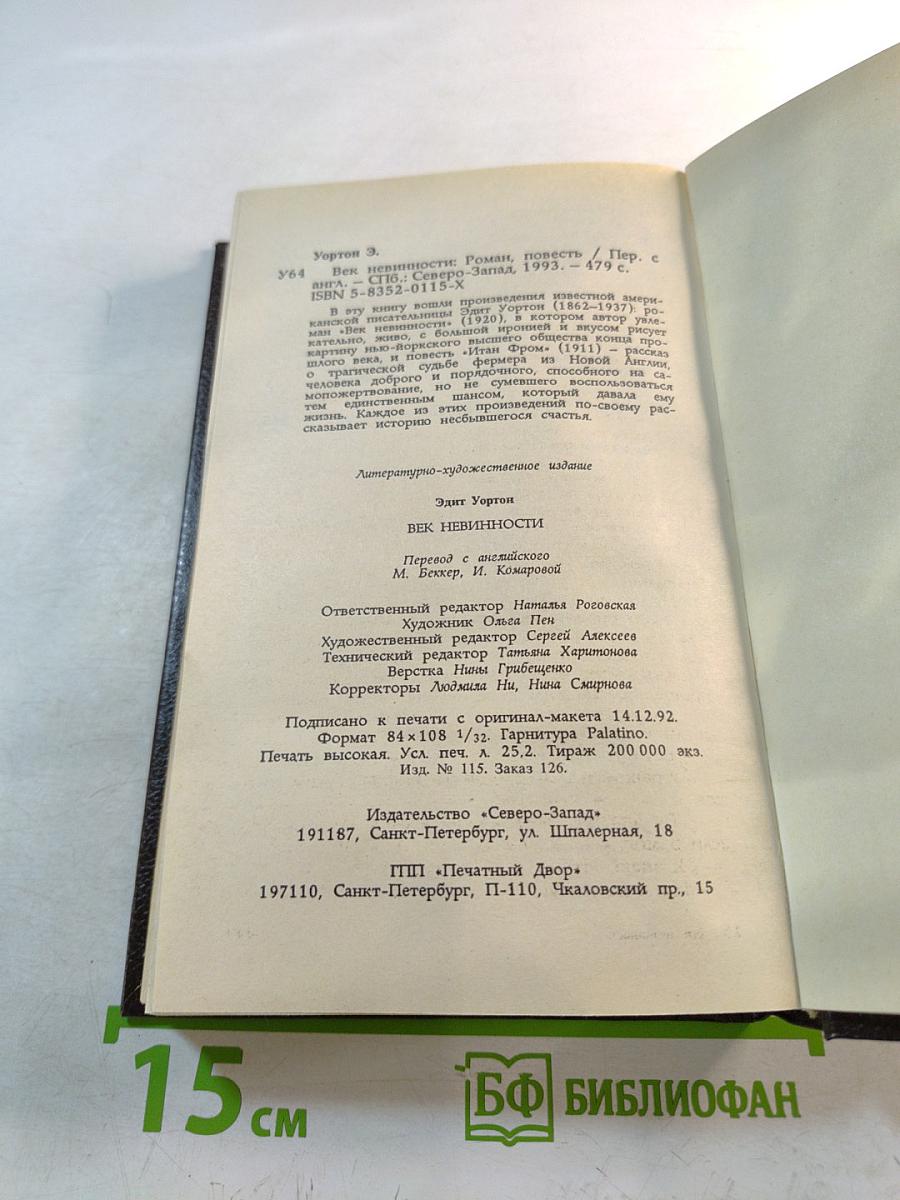 Уортон Э.
У64 Век невинности: Роман, повесть / Пер. с
англ. — СПб.: Северо-Запад, 1993. — 479 с.
ISBN 5-8352-0115-X
В эту книгу вошли произведения известной амери-
канской писательницы Эдит Уортон (1862—1937): ро-
ман «Век невинности» (1920), в котором автор увле-
кательно, живо, с большой иронией и вкусом рисует
картину нью-йоркского высшего общества конца про-
шлого века, и повесть «Итан Фром» (1911) — рассказ
о трагической судьбе фермера из Новой Англии,
человека доброго и порядочного, способного на са-
мопожертвование, но не сумевшего воспользоваться
тем единственным шансом, который давала ему
жизнь. Каждое из этих произведений по-своему рас-
сказывает историю несбывшегося счастья.
Литературно-художественное издание
Эдит Уортон
ВЕК НЕВИННОСТИ
Перевод с английского
М. Беккер, И. Комаровой
Ответственный редактор Наталья Роговская
Художник Ольга Пен
Художественный редактор Сергей Алексеев
Технический редактор Татьяна Харитонова
Верстка Нины Грибещенко
Корректоры Людмила Ни, Нина Смирнова
Подписано к печати с оригинал-макета 14.12.92.
Формат 84×108 1/32. Гарнитура Palatino.
Печать высокая. Усл. печ. л. 25,2. Тираж 200 000 экз.
Изд. № 115. Заказ 126.
Издательство «Северо-Запад»
191187, Санкт-Петербург, ул. Шпалерная, 18
ГПП «Печатный Двор»
197110, Санкт-Петербург, П-110, Чкаловский пр., 15
15 см
БФ БИБЛИОФАН